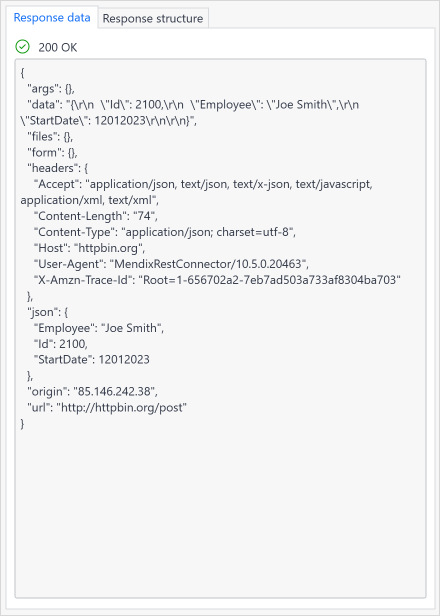 Response data
Response structure
200 OK
{
  "args": {},
  "data": "{\r\n  \"Id\": 2100,\r\n  \"Employee\": \"Joe Smith\",\r\n
\"StartDate\": 12012023\r\n\r\n}",
  "files": {},
  "form": {},
  "headers": {
    "Accept": "application/json, text/json, text/x-json, text/javascript,
application/xml, text/xml",
    "Content-Length": "74",
    "Content-Type": "application/json; charset=utf-8",
    "Host": "httpbin.org",
    "User-Agent": "MendixRestConnector/10.5.0.20463",
    "X-Amzn-Trace-Id": "Root=1-656702a2-7eb7ad503a733af8304ba703"
  },
  "json": {
    "Employee": "Joe Smith",
    "Id": 2100,
    "StartDate": 12012023
  },
  "origin": "85.146.242.38",
  "url": "http://httpbin.org/post"
}